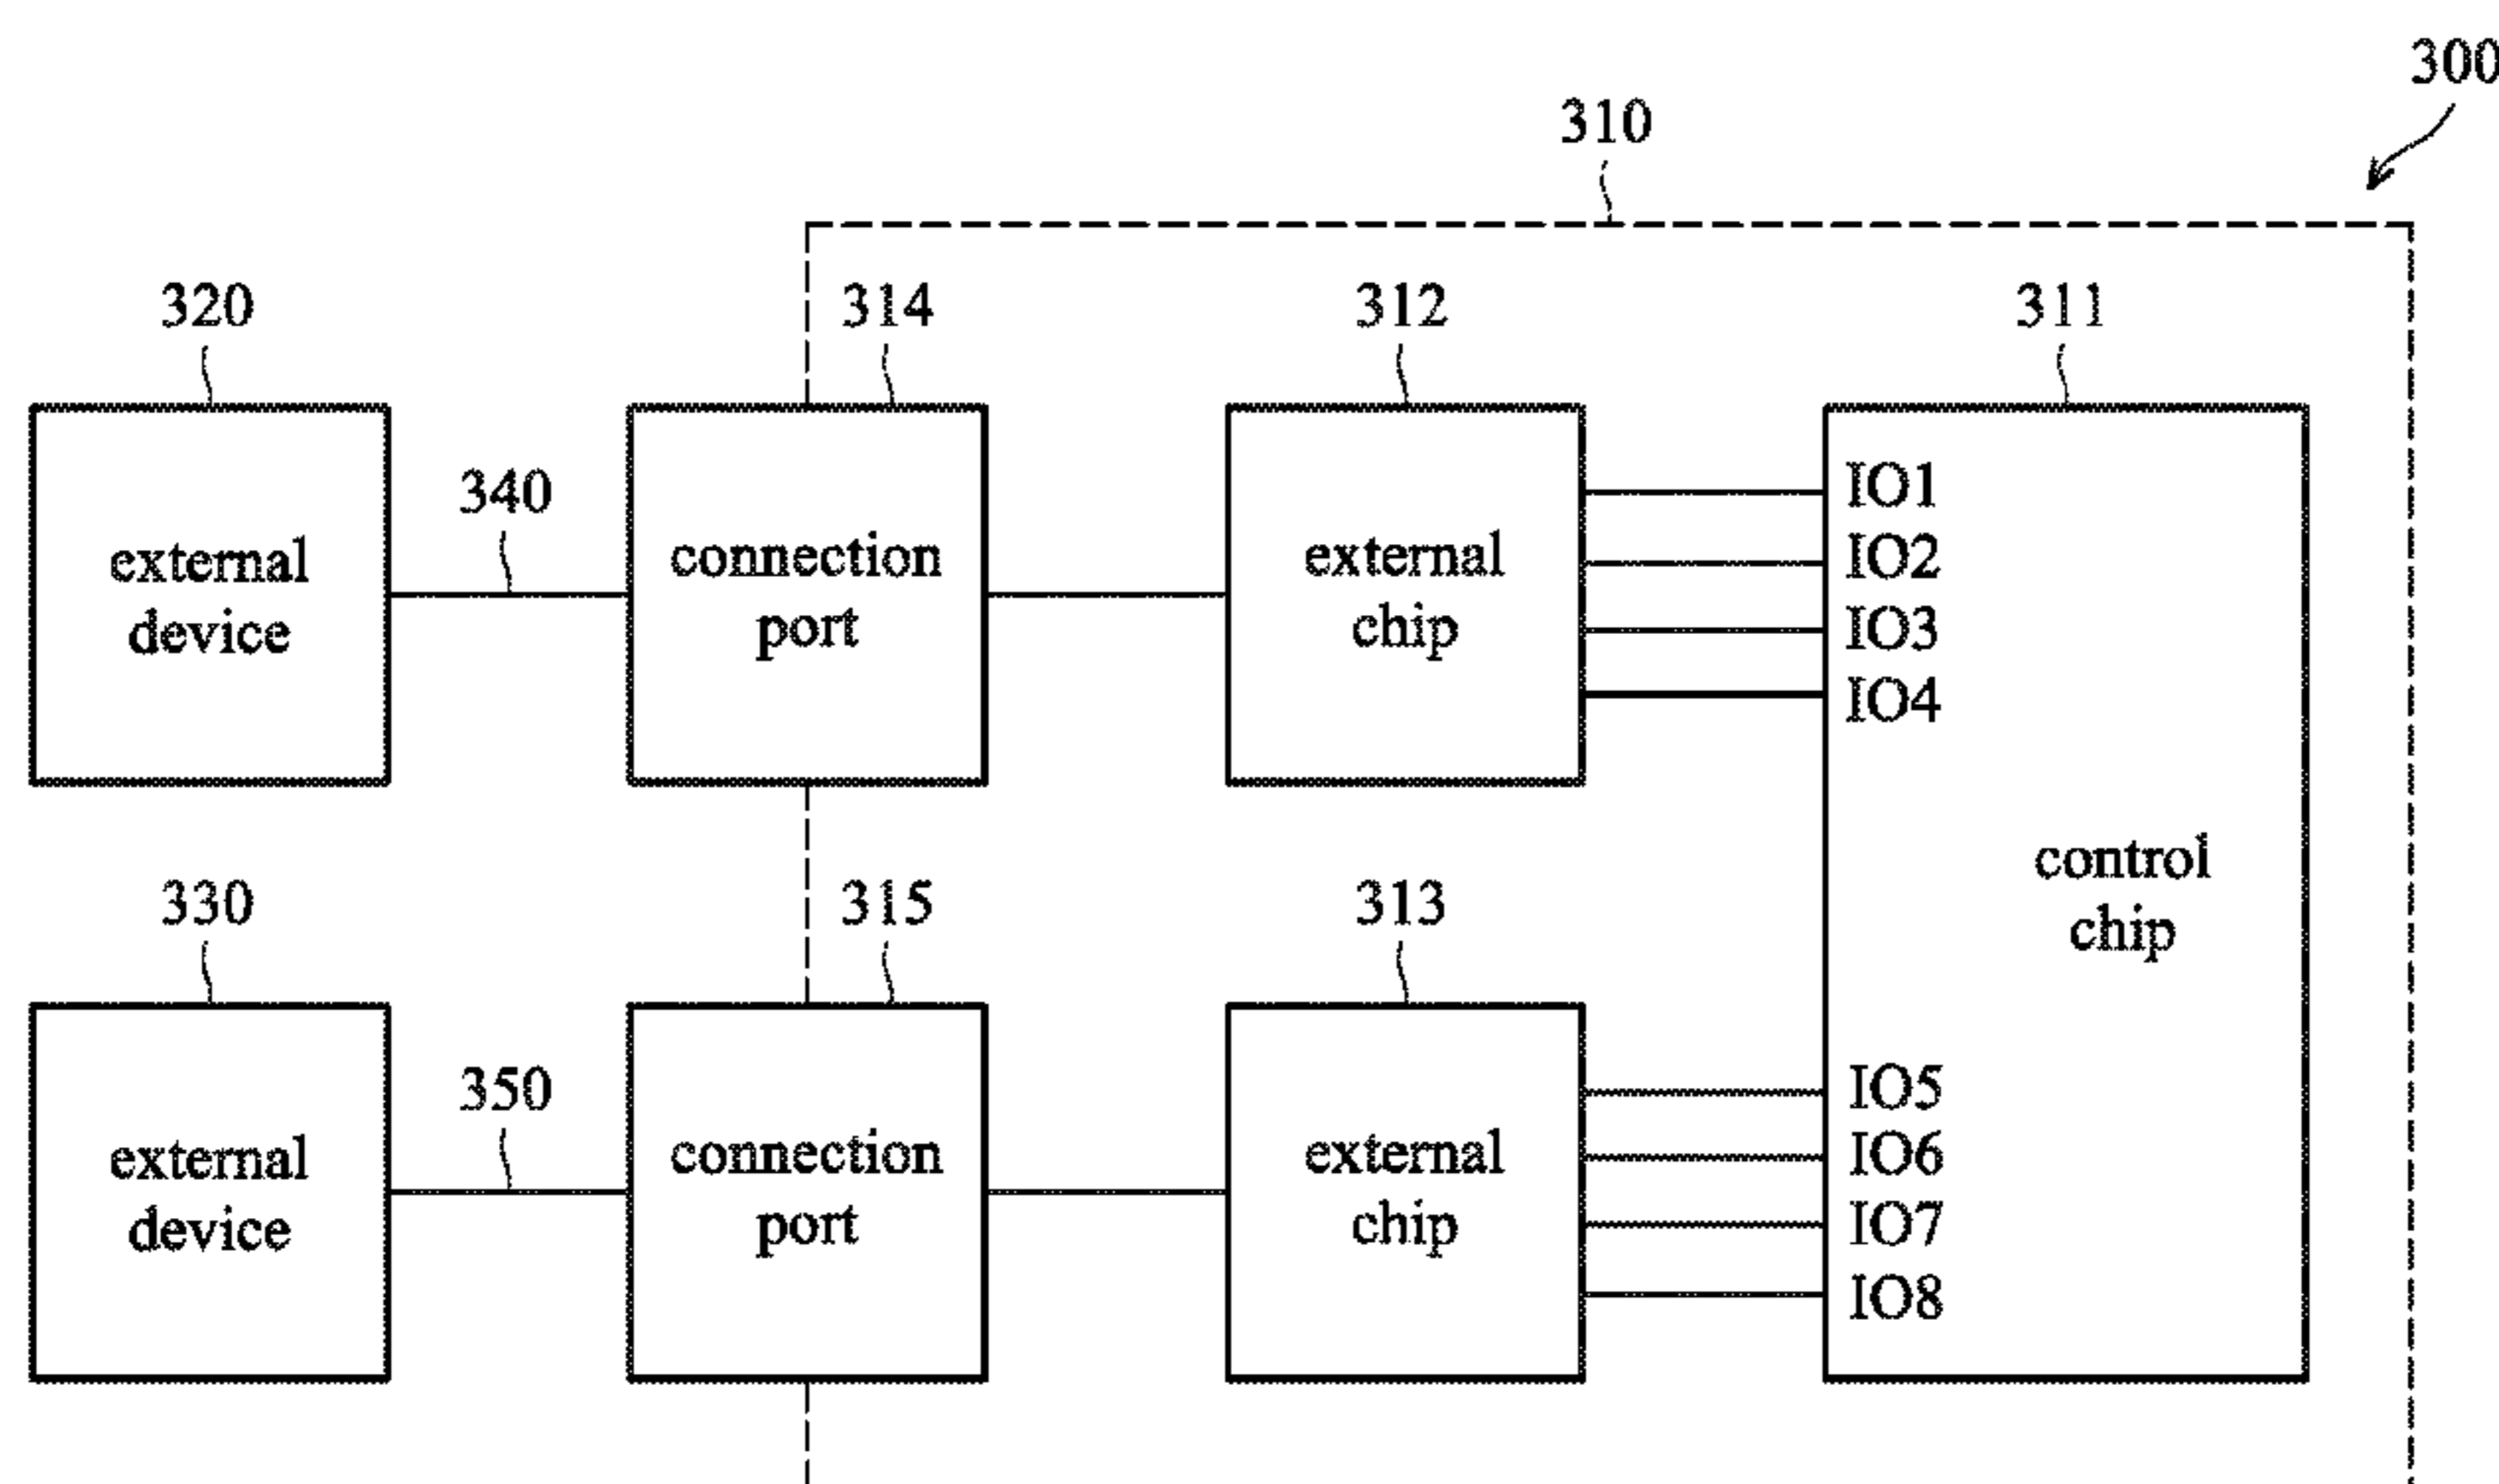 300
310
320
314
312
311
external
device
340
connection
port
external
chip
IO1
IO2
IO3
IO4
control
chip
330
315
313
external
device
350
connection
port
external
chip
IO5
IO6
IO7
IO8